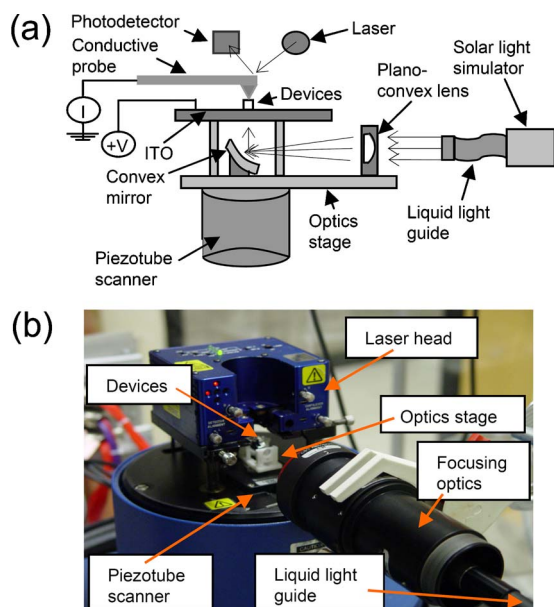 (a)
Photodetector
Conductive
probe
Laser
Solar light
simulator
Plano-
convex lens
Devices
I
+V
ITO
Convex
mirror
Optics
stage
Liquid light
guide
Piezotube
scanner
(b)
Laser head
Devices
Optics stage
Focusing
optics
Piezotube
scanner
Liquid light
guide